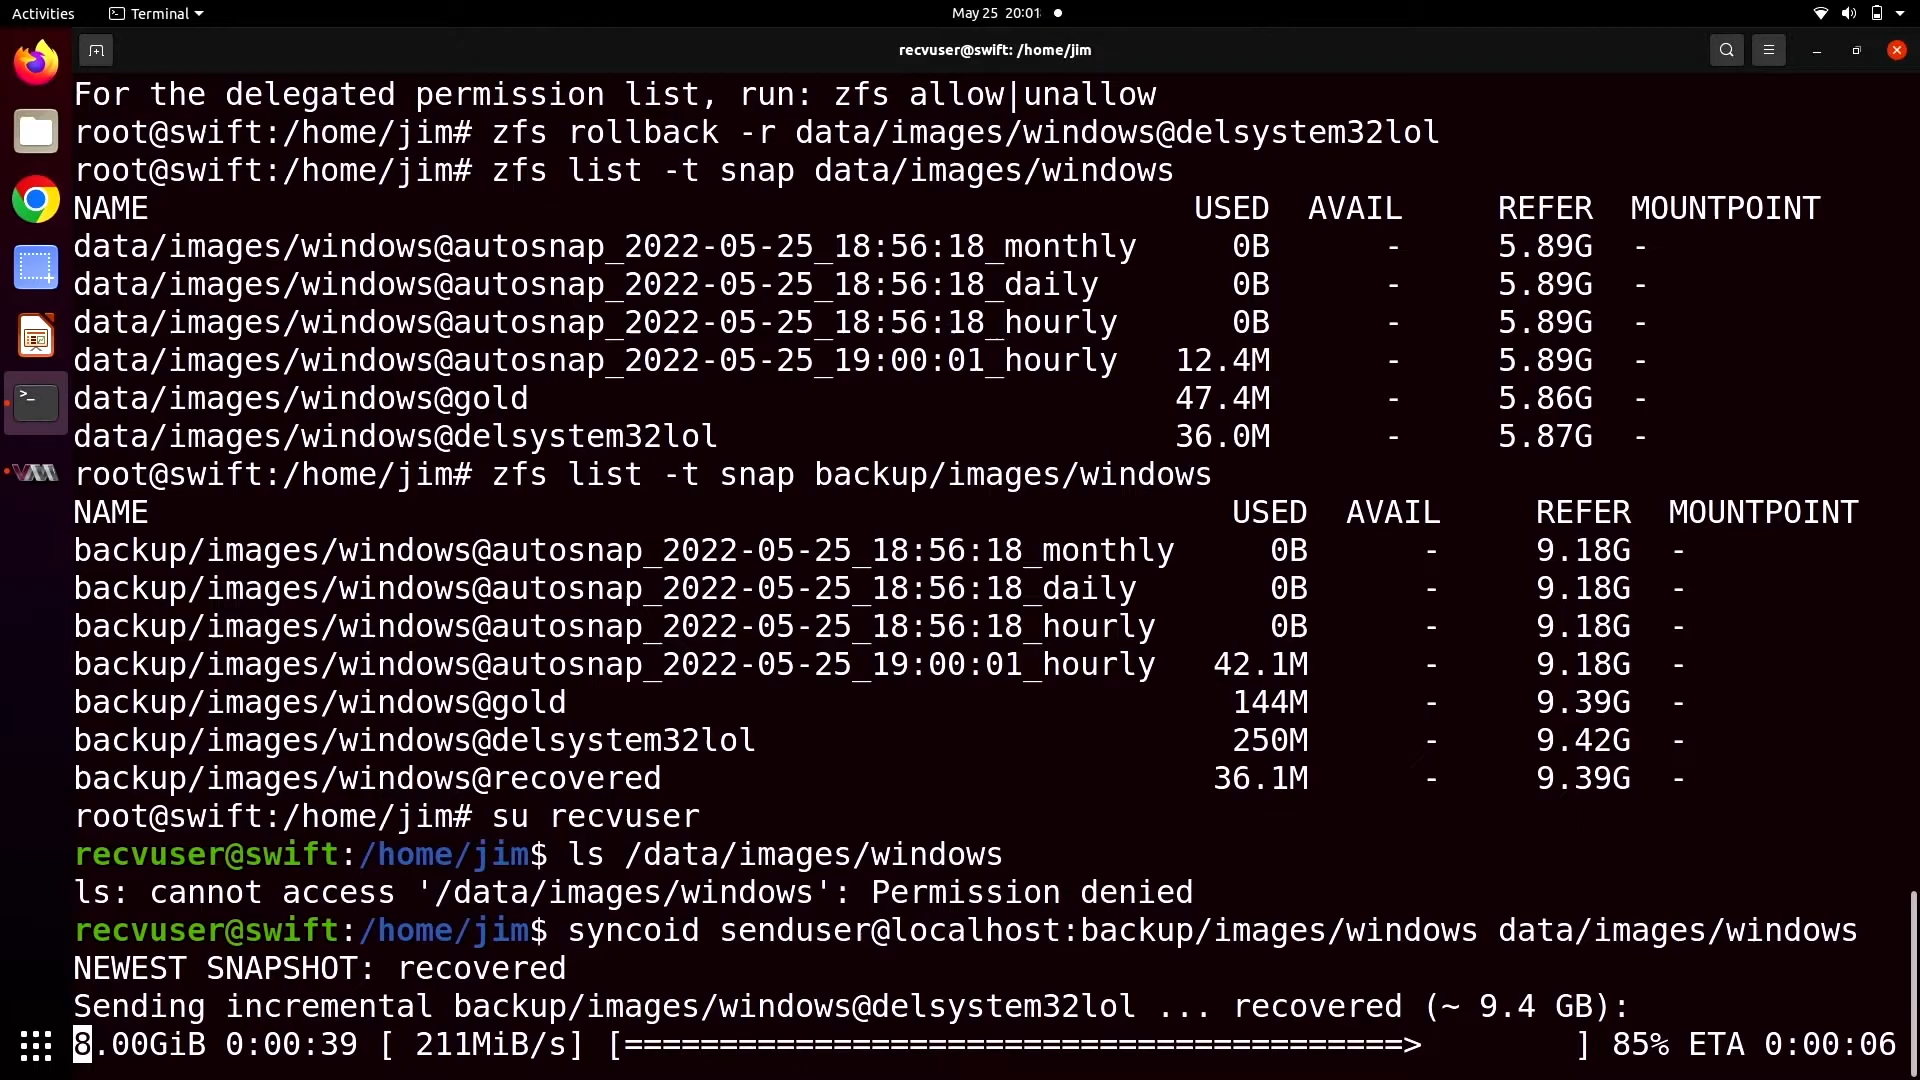 Activities Terminal May 25 20:01
recvuser@swift: /home/jim
For the delegated permission list, run: zfs allow|unallow
root@swift:/home/jim# zfs rollback -r data/images/windows@delsystem32lol
root@swift:/home/jim# zfs list -t snap data/images/windows
NAME USED AVAIL REFER MOUNTPOINT
data/images/windows@autosnap_2022-05-25_18:56:18_monthly 0B - 5.89G -
data/images/windows@autosnap_2022-05-25_18:56:18_daily 0B - 5.89G -
data/images/windows@autosnap_2022-05-25_18:56:18_hourly 0B - 5.89G -
data/images/windows@autosnap_2022-05-25_19:00:01_hourly 12.4M - 5.89G -
data/images/windows@gold 47.4M - 5.86G -
data/images/windows@delsystem32lol 36.0M - 5.87G -
root@swift:/home/jim# zfs list -t snap backup/images/windows
NAME USED AVAIL REFER MOUNTPOINT
backup/images/windows@autosnap_2022-05-25_18:56:18_monthly 0B - 9.18G -
backup/images/windows@autosnap_2022-05-25_18:56:18_daily 0B - 9.18G -
backup/images/windows@autosnap_2022-05-25_18:56:18_hourly 0B - 9.18G -
backup/images/windows@autosnap_2022-05-25_19:00:01_hourly 42.1M - 9.18G -
backup/images/windows@gold 144M - 9.39G -
backup/images/windows@delsystem32lol 250M - 9.42G -
backup/images/windows@recovered 36.1M - 9.39G -
root@swift:/home/jim# su recvuser
recvuser@swift:/home/jim$ ls /data/images/windows
ls: cannot access '/data/images/windows': Permission denied
recvuser@swift:/home/jim$ syncoid senduser@localhost:backup/images/windows data/images/windows
NEWEST SNAPSHOT: recovered
Sending incremental backup/images/windows@delsystem32lol ... recovered (~ 9.4 GB):
8.00GiB 0:00:39 [ 211MiB/s] [=========================================> ] 85% ETA 0:00:06